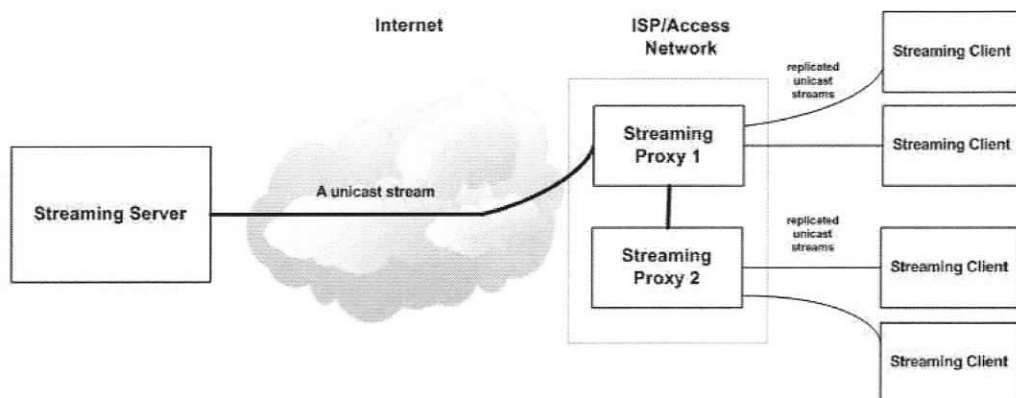 Internet
ISP/Access
Network
Streaming Client
replicated
unicast
streams
Streaming
Proxy 1
Streaming Client
A unicast stream
Streaming Server
replicated
unicast
streams
Streaming
Proxy 2
Streaming Client
Streaming Client